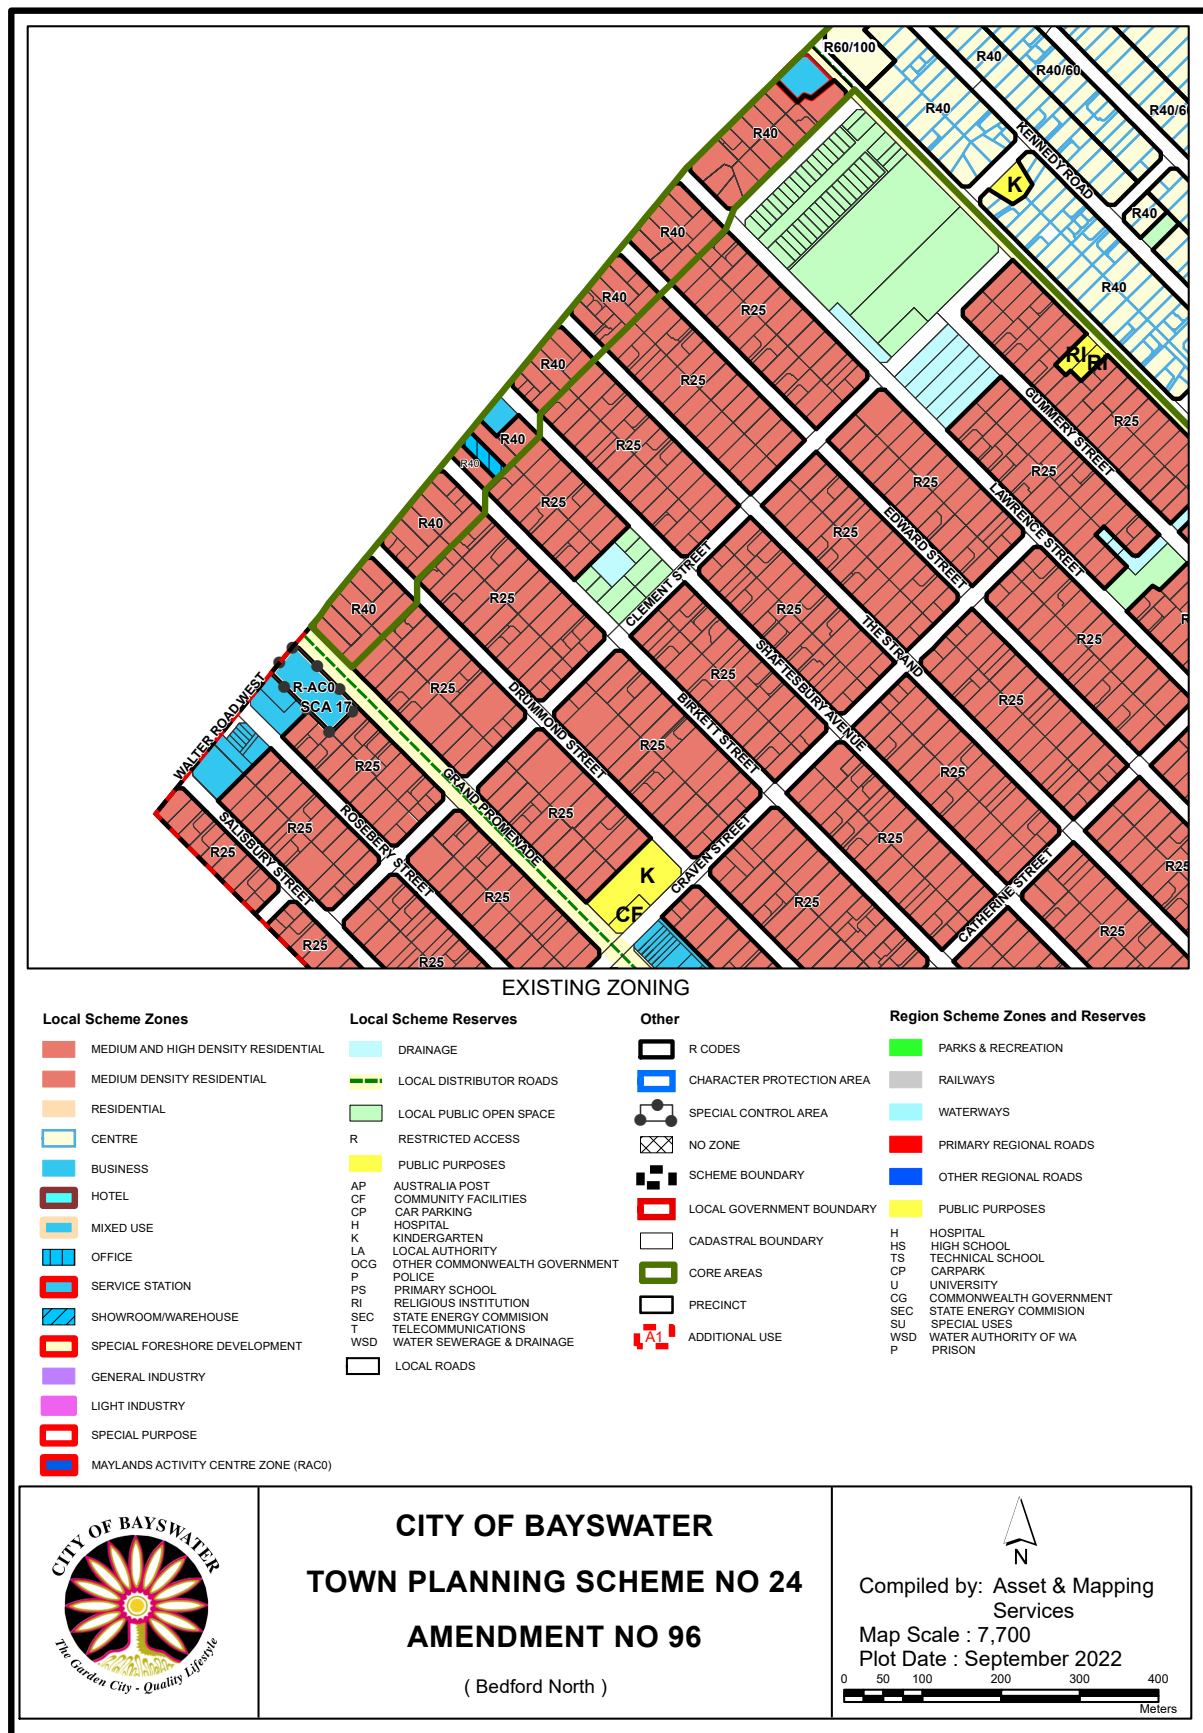 R60/100
R40
R40/60
R40/6
R40
KENNEDY ROAD
R40
K
R40
R40
R40
R40
R25
RI
RI
R40
R25
GUMMERY STREET
R25
R40
R40
R25
R25
R40
R25
R25
LAWRENCE STREET
EDWARD STREET
R25
R40
CLEMENT STREET
R25
R25
R40
THE STRAND
SHAFTESBURY AVENUE
R25
R25
R25
DRUMMOND STREET
BIRKETT STREET
WALTER ROAD WEST
R-AC0
SCA 17
R25
R25
GRAND PROMENADE
R25
R25
R25
ROSEBERY STREET
SALISBURY STREET
R25
R25
CRAVEN STREET
CATHERINE STREET
R25
R25
K
R25
R25
CF
R25
R25
R25
EXISTING ZONING
Local Scheme Zones
MEDIUM AND HIGH DENSITY RESIDENTIAL
MEDIUM DENSITY RESIDENTIAL
RESIDENTIAL
CENTRE
BUSINESS
HOTEL
MIXED USE
OFFICE
SERVICE STATION
SHOWROOM/WAREHOUSE
SPECIAL FORESHORE DEVELOPMENT
GENERAL INDUSTRY
LIGHT INDUSTRY
SPECIAL PURPOSE
MAYLANDS ACTIVITY CENTRE ZONE (RAC0)
Local Scheme Reserves
DRAINAGE
LOCAL DISTRIBUTOR ROADS
LOCAL PUBLIC OPEN SPACE
R RESTRICTED ACCESS
PUBLIC PURPOSES
AP AUSTRALIA POST
CF COMMUNITY FACILITIES
CP CAR PARKING
H HOSPITAL
K KINDERGARTEN
LA LOCAL AUTHORITY
OCG OTHER COMMONWEALTH GOVERNMENT
P POLICE
PS PRIMARY SCHOOL
RI RELIGIOUS INSTITUTION
SEC STATE ENERGY COMMISION
T TELECOMMUNICATIONS
WSD WATER SEWERAGE & DRAINAGE
LOCAL ROADS
Other
R CODES
CHARACTER PROTECTION AREA
SPECIAL CONTROL AREA
NO ZONE
SCHEME BOUNDARY
LOCAL GOVERNMENT BOUNDARY
CADASTRAL BOUNDARY
CORE AREAS
PRECINCT
A1 ADDITIONAL USE
Region Scheme Zones and Reserves
PARKS & RECREATION
RAILWAYS
WATERWAYS
PRIMARY REGIONAL ROADS
OTHER REGIONAL ROADS
PUBLIC PURPOSES
H HOSPITAL
HS HIGH SCHOOL
TS TECHNICAL SCHOOL
CP CARPARK
U UNIVERSITY
CG COMMONWEALTH GOVERNMENT
SEC STATE ENERGY COMMISION
SU SPECIAL USES
WSD WATER AUTHORITY OF WA
P PRISON
CITY OF BAYSWATER
The Garden City - Quality Lifestyle
CITY OF BAYSWATER
TOWN PLANNING SCHEME NO 24
AMENDMENT NO 96
( Bedford North )
N
Compiled by: Asset & Mapping
Services
Map Scale : 7,700
Plot Date : September 2022
0 50 100 200 300 400
Meters